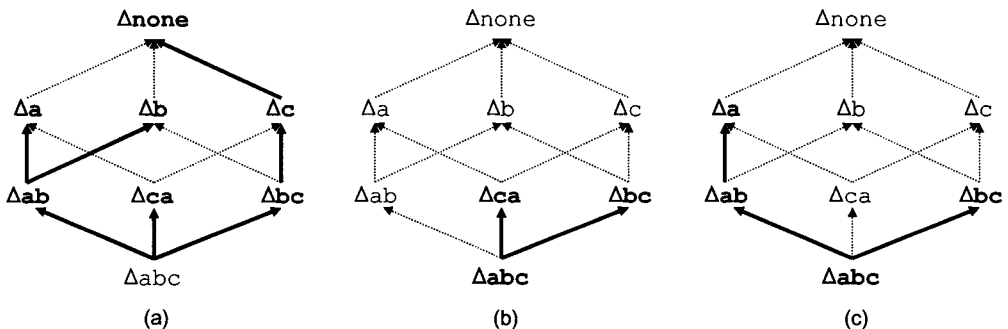 Δnone Δnone Δnone
Δa Δb Δc Δa Δb Δc Δa Δb Δc
Δab Δca Δbc Δab Δca Δbc Δab Δca Δbc
Δabc Δabc Δabc
(a) (b) (c)